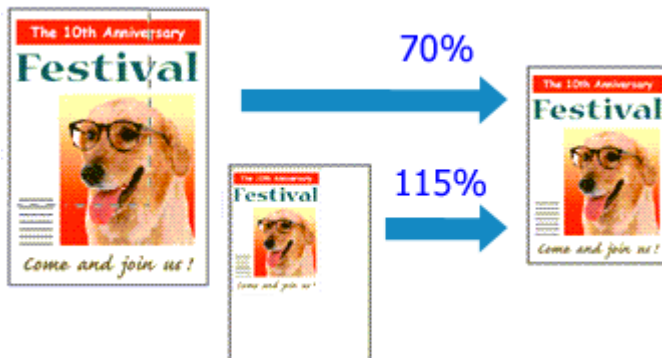 The 10th Anniversary
Festival
Come and join us!
70%
The 10th Anniversary
Festival
Come and join us!
115%
The 10th Anniversary
Festival
Come and join us!